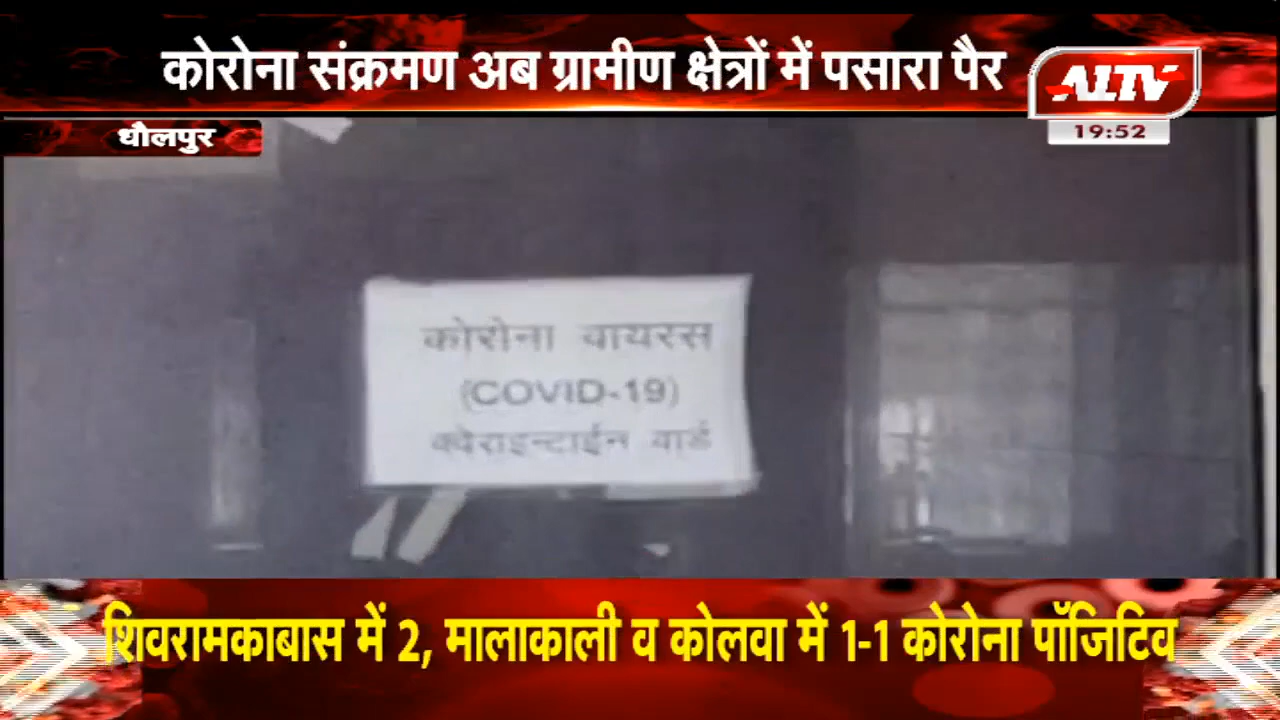 कोरोना संक्रमण अब ग्रामीण क्षेत्रों में पसारा पैर
ALTV
19:52
धौलपुर
कोरोना वायरस
(COVID-19)
क्वेराइन्टाईन वार्ड
शिवरामकाबास में 2, मालाकाली व कोलवा में 1-1 कोरोना पॉजिटिव